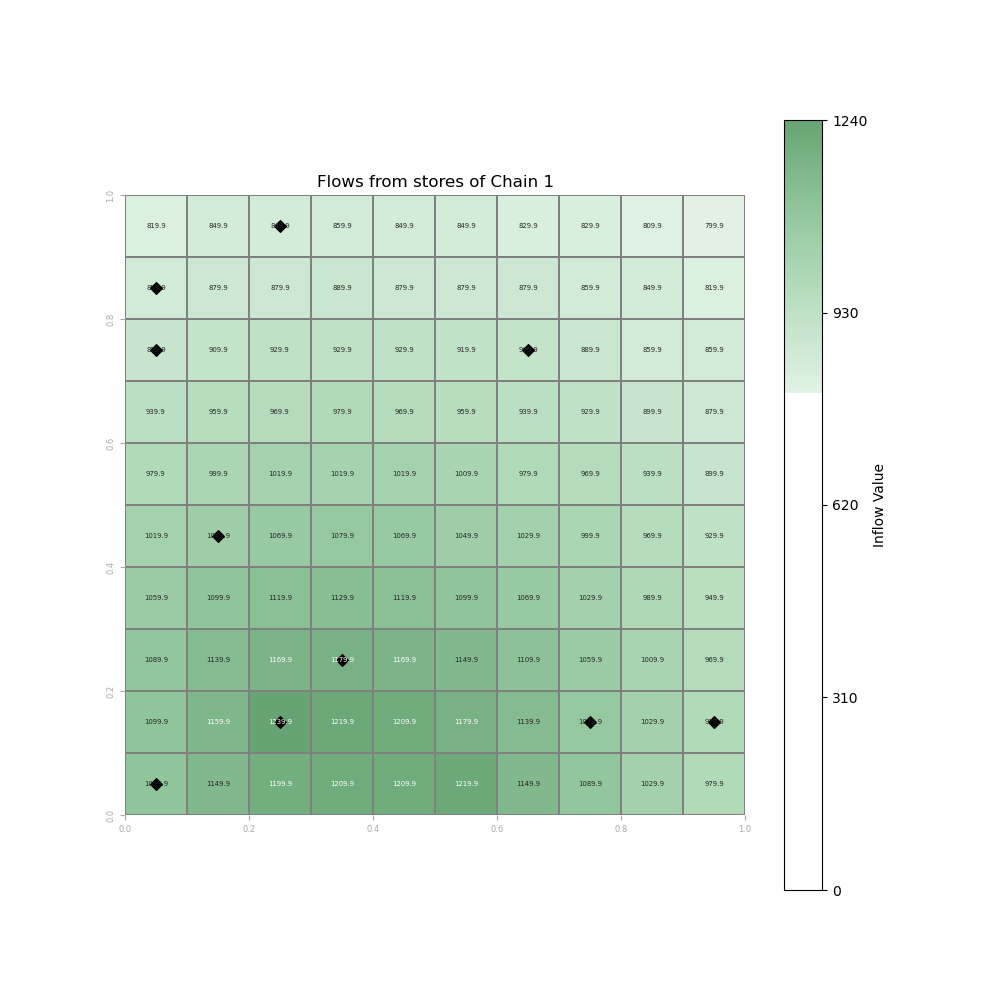 1240
Flows from stores of Chain 1
1.0
819.9 849.9 859.9 849.9 849.9 829.9 829.9 809.9 799.9
879.9 879.9 889.9 879.9 879.9 879.9 859.9 849.9 819.9
0.8
930
909.9 929.9 929.9 929.9 919.9 889.9 859.9 859.9
939.9 959.9 969.9 979.9 969.9 959.9 939.9 929.9 899.9 879.9
0.6
979.9 999.9 1019.9 1019.9 1019.9 1009.9 979.9 969.9 939.9 899.9
620
Inflow Value
1019.9 1069.9 1079.9 1069.9 1049.9 1029.9 999.9 969.9 929.9
0.4
1059.9 1099.9 1119.9 1129.9 1119.9 1099.9 1069.9 1029.9 989.9 949.9
1089.9 1139.9 1169.9 1179.9 1169.9 1149.9 1109.9 1059.9 1009.9 969.9
0.2
310
1099.9 1159.9 1239.9 1219.9 1209.9 1179.9 1139.9 1029.9
1149.9 1199.9 1209.9 1209.9 1219.9 1149.9 1089.9 1029.9 979.9
0.0
0.0 0.2 0.4 0.6 0.8 1.0
0